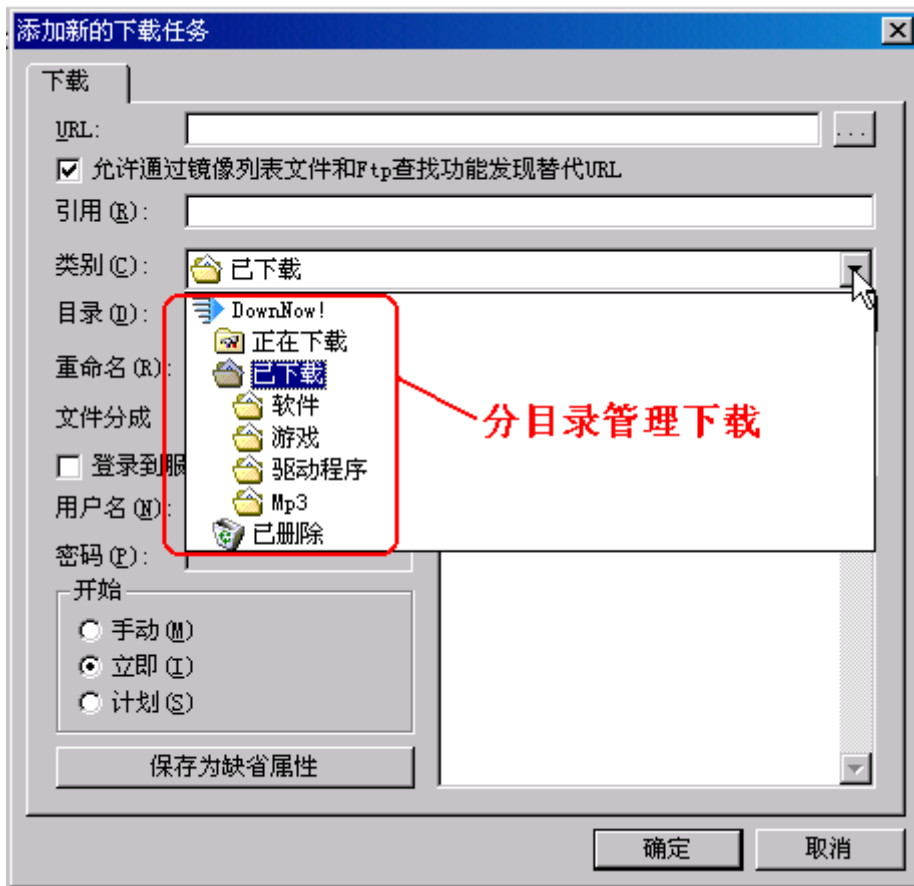 添加新的下载任务
下载
URL:
...
允许通过镜像列表文件和Ftp查找功能发现替代URL
引用(R):
类别(C):
已下载
目录(D):
DownNow!
正在下载
重命名(R):
已下载
文件分成
软件
分目录管理下载
游戏
登录到服
驱动程序
用户名(N):
Mp3
已删除
密码(P):
开始
手动(M)
立即(I)
计划(S)
保存为缺省属性
确定
取消